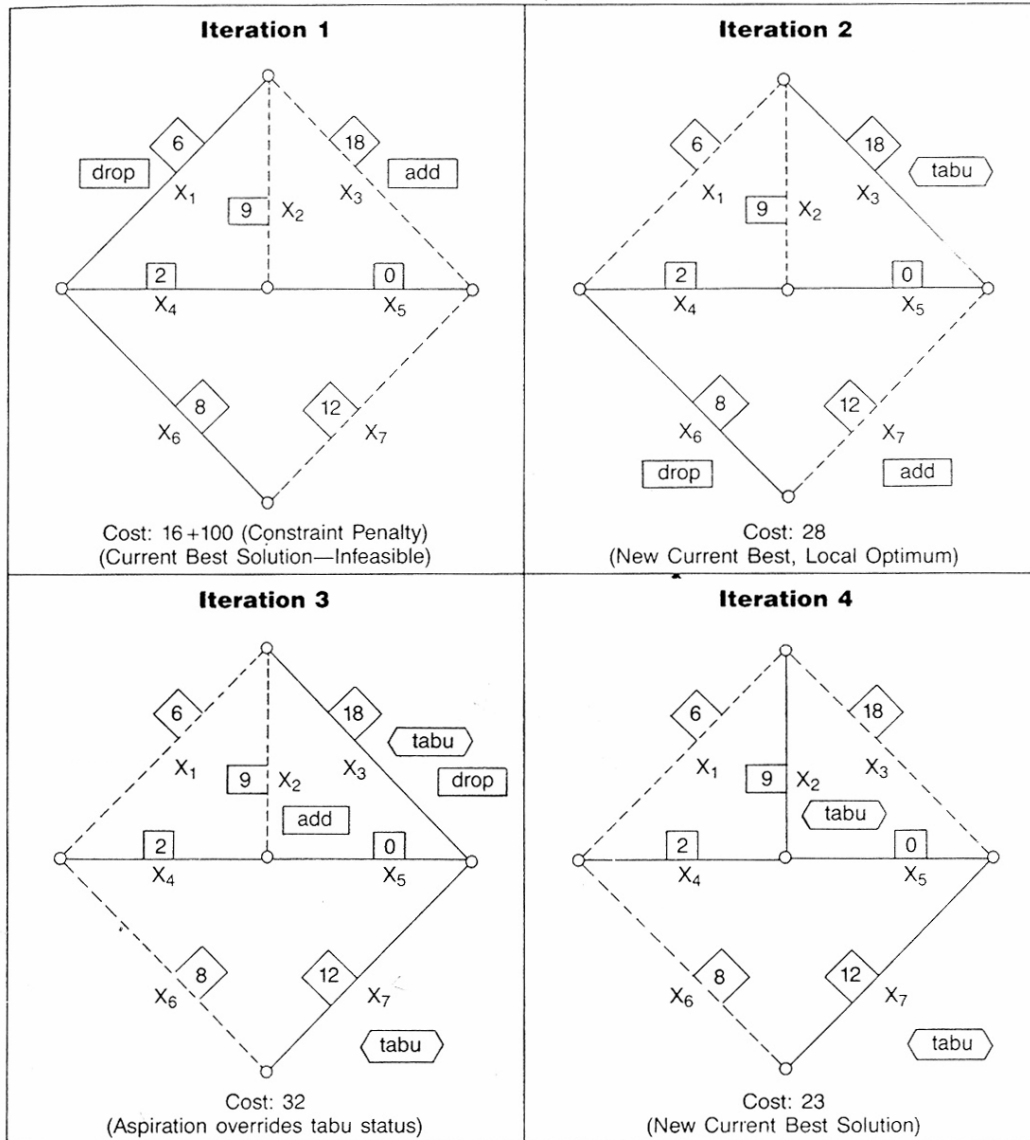 Iteration 1
6
18
drop
add
X₁
X₃
9
X₂
2
0
X₄
X₅
8
12
X₆
X₇
Cost: 16+100 (Constraint Penalty)
(Current Best Solution—Infeasible)
Iteration 2
6
18
tabu
X₁
X₃
9
X₂
2
0
X₄
X₅
8
12
X₆
X₇
drop
add
Cost: 28
(New Current Best, Local Optimum)
Iteration 3
6
18
tabu
X₁
X₃
drop
9
X₂
add
2
0
X₄
X₅
8
12
X₆
X₇
tabu
Cost: 32
(Aspiration overrides tabu status)
Iteration 4
6
18
X₁
X₃
9
X₂
tabu
2
0
X₄
X₅
8
12
X₆
X₇
tabu
Cost: 23
(New Current Best Solution)